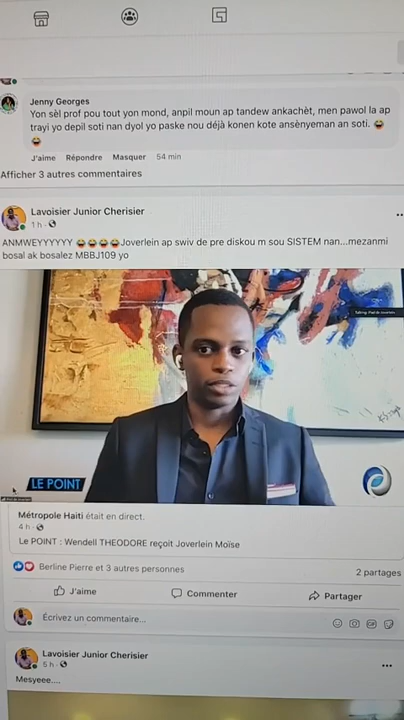 Jenny Georges
Yon sèl prof pou tout yon mond, anpil moun ap tandew ankachèt, men pawol la ap
trayi yo depil soti nan dyol yo paske nou déjà konen kote ansènyeman an soti. 😂
😂
J'aime Répondre Masquer 54 min
Afficher 3 autres commentaires
Lavoisier Junior Cherisier
1 h ·
ANMWEYYYYYY 😂😂😂😂Joverlein ap swiv de pre diskou m sou SISTEM nan...mezanmi
bosal ak bosalez MBBJ109 yo
LE POINT
Métropole Haiti était en direct.
4 h ·
Le POINT : Wendell THEODORE reçoit Joverlein Moïse
Berline Pierre et 3 autres personnes
2 partages
J'aime Commenter Partager
Écrivez un commentaire...
GIF
Lavoisier Junior Cherisier
5 h ·
Mesyeee....